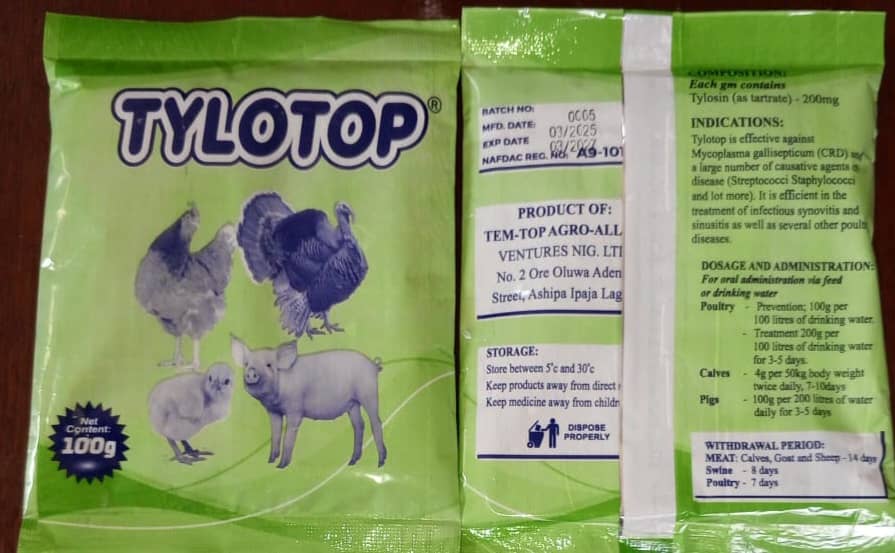 TYLOTOP®
Net
Content:
100g
BATCH NO: 0005
MFD. DATE: 03/2025
EXP DATE 03/2027
NAFDAC REG. NO: A9-101
PRODUCT OF:
TEM-TOP AGRO-ALL
VENTURES NIG. LT
No. 2 Ore Oluwa Aden
Street, Ashipa Ipaja Lag
STORAGE:
Store between 5°c and 30°c
Keep products away from direct
Keep medicine away from childr
DISPOSE
PROPERLY
COMPOSITION:
Each gm contains
Tylosin (as tartrate) - 200mg
INDICATIONS:
Tylotop is effective against
Mycoplasma gallisepticum (CRD) and
a large number of causative agents
disease (Streptococci Staphylococci
and lot more). It is efficient in the
treatment of infectious synovitis and
sinusitis as well as several other poult
diseases.
DOSAGE AND ADMINISTRATION:
For oral administration via feed
or drinking water
Poultry - Prevention; 100g per
100 litres of drinking water.
- Treatment 200g per
100 litres of drinking water
for 3-5 days.
Calves - 4g per 50kg body weight
twice daily, 7-10days
Pigs - 100g per 200 litres of water
daily for 3-5 days
WITHDRAWAL PERIOD:
MEAT: Calves, Goat and Sheep - 14 days
Swine - 8 days
Poultry - 7 days